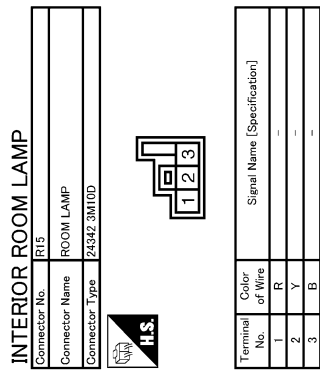 INTERIOR ROOM LAMP
Connector No. R15
Connector Name ROOM LAMP
Connector Type 24342 3M10D
H.S.
1 2 3
Terminal No. Color of Wire Signal Name [Specification]
1 R -
2 Y -
3 B -